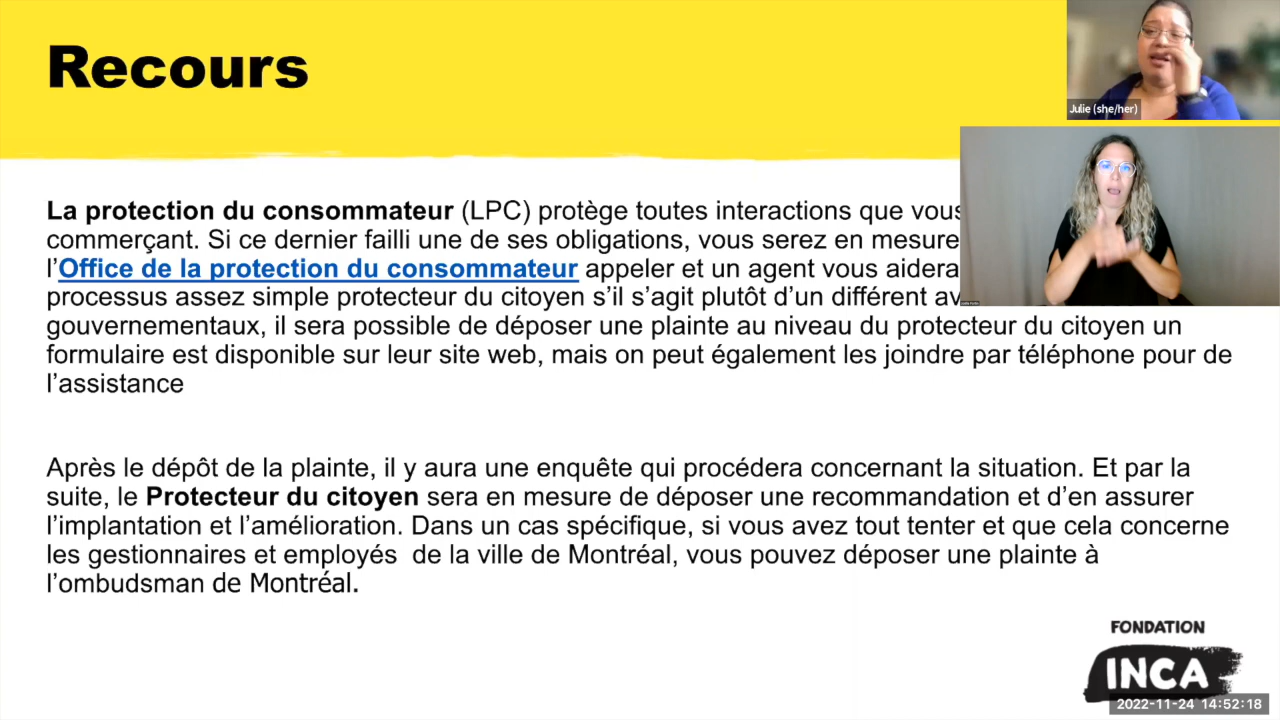 Recours
Julie (she/her)
La protection du consommateur (LPC) protège toutes interactions que vous
commerçant. Si ce dernier failli une de ses obligations, vous serez en mesure
l’Office de la protection du consommateur appeler et un agent vous aidera
processus assez simple protecteur du citoyen s’il s’agit plutôt d’un différent
gouvernementaux, il sera possible de déposer une plainte au niveau du protecteur du citoyen un
formulaire est disponible sur leur site web, mais on peut également les joindre par téléphone pour de
l’assistance
Après le dépôt de la plainte, il y aura une enquête qui procédera concernant la situation. Et par la
suite, le Protecteur du citoyen sera en mesure de déposer une recommandation et d’en assurer
l’implantation et l’amélioration. Dans un cas spécifique, si vous avez tout tenter et que cela concerne
les gestionnaires et employés  de la ville de Montréal, vous pouvez déposer une plainte à
l’ombudsman de Montréal.
FONDATION
INCA
2022-11-24 14:52:18